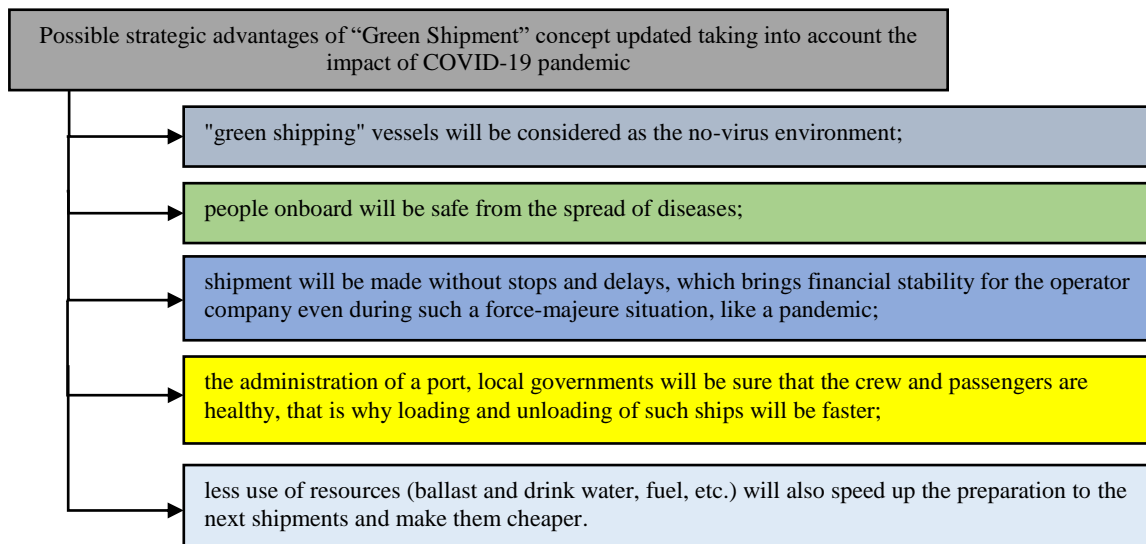 Possible strategic advantages of “Green Shipment” concept updated taking into account the
impact of COVID-19 pandemic
"green shipping" vessels will be considered as the no-virus environment;
people onboard will be safe from the spread of diseases;
shipment will be made without stops and delays, which brings financial stability for the operator
company even during such a force-majeure situation, like a pandemic;
the administration of a port, local governments will be sure that the crew and passengers are
healthy, that is why loading and unloading of such ships will be faster;
less use of resources (ballast and drink water, fuel, etc.) will also speed up the preparation to the
next shipments and make them cheaper.